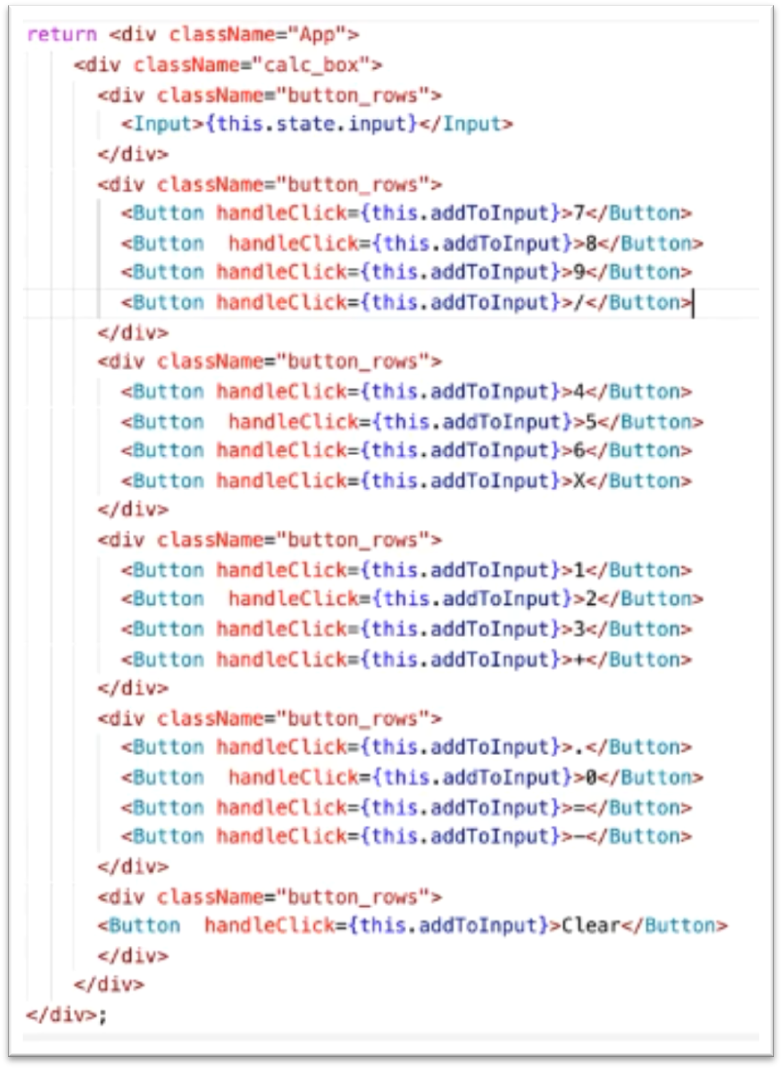 return <div className="App">
<div className="calc_box">
<div className="button_rows">
<Input>{this.state.input}</Input>
</div>
<div className="button_rows">
<Button handleClick={this.addToInput}>7</Button>
<Button  handleClick={this.addToInput}>8</Button>
<Button handleClick={this.addToInput}>9</Button>
<Button handleClick={this.addToInput}>/</Button>
</div>
<div className="button_rows">
<Button handleClick={this.addToInput}>4</Button>
<Button  handleClick={this.addToInput}>5</Button>
<Button handleClick={this.addToInput}>6</Button>
<Button handleClick={this.addToInput}>X</Button>
</div>
<div className="button_rows">
<Button handleClick={this.addToInput}>1</Button>
<Button  handleClick={this.addToInput}>2</Button>
<Button handleClick={this.addToInput}>3</Button>
<Button handleClick={this.addToInput}>+</Button>
</div>
<div className="button_rows">
<Button handleClick={this.addToInput}>.</Button>
<Button  handleClick={this.addToInput}>0</Button>
<Button handleClick={this.addToInput}>=</Button>
<Button handleClick={this.addToInput}>-</Button>
</div>
<div className="button_rows">
<Button  handleClick={this.addToInput}>Clear</Button>
</div>
</div>
</div>;